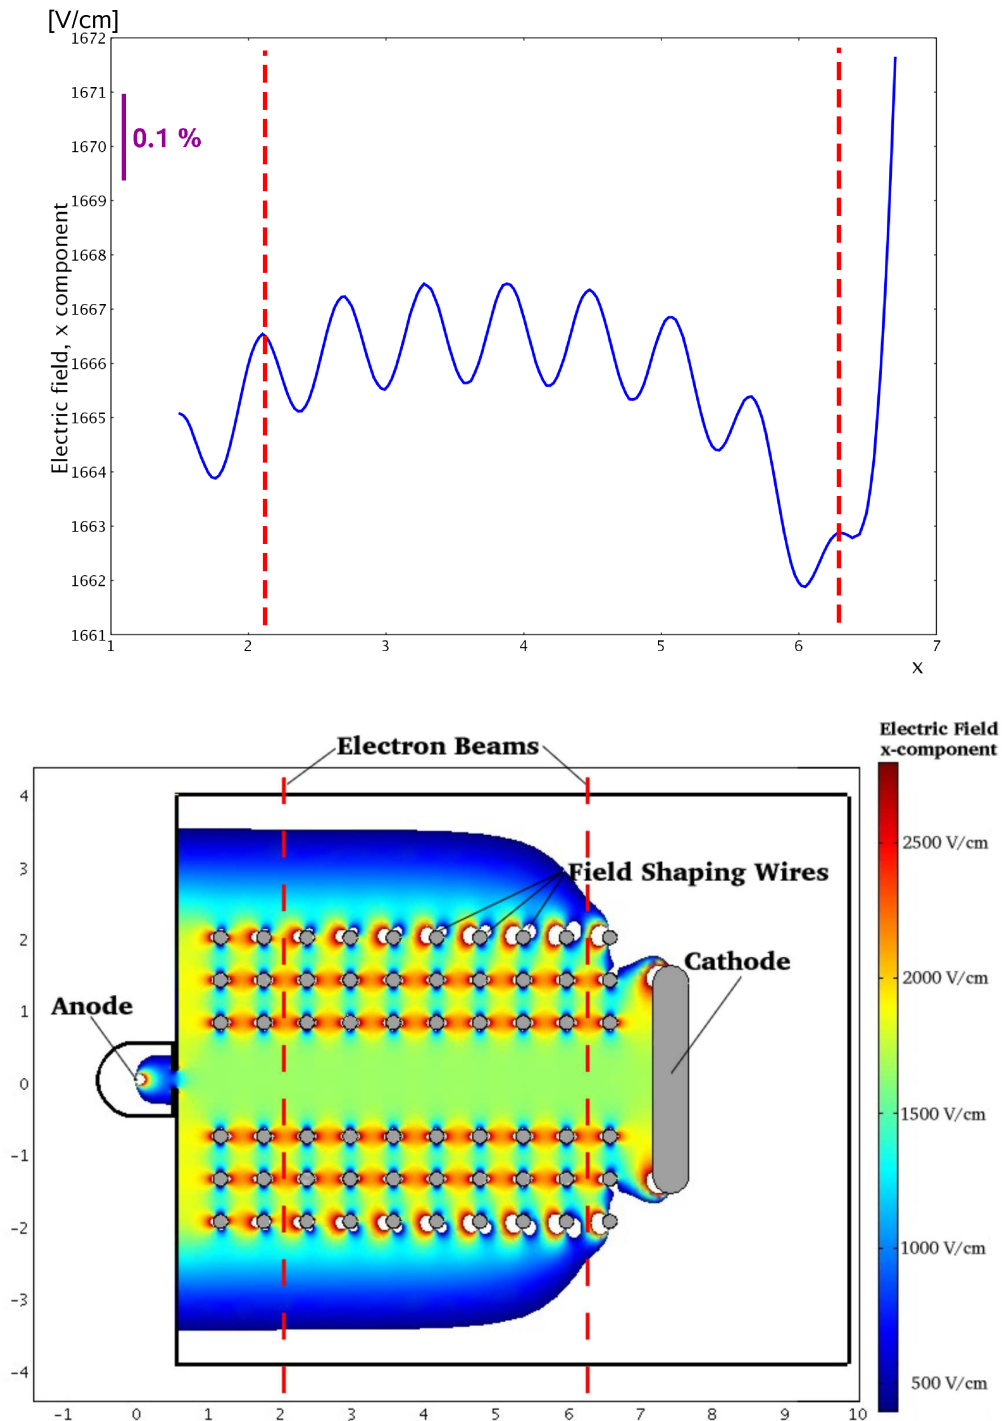 [V/cm]
1672
1671
1670
1669
1668
1667
1666
1665
1664
1663
1662
1661
Electric field, x component
0.1 %
1 2 3 4 5 6 7
x
Electric Field
x-component
Electron Beams
Field Shaping Wires
Cathode
Anode
4
3
2
1
0
-1
-2
-3
-4
-1 0 1 2 3 4 5 6 7 8 9 10
2500 V/cm
2000 V/cm
1500 V/cm
1000 V/cm
500 V/cm